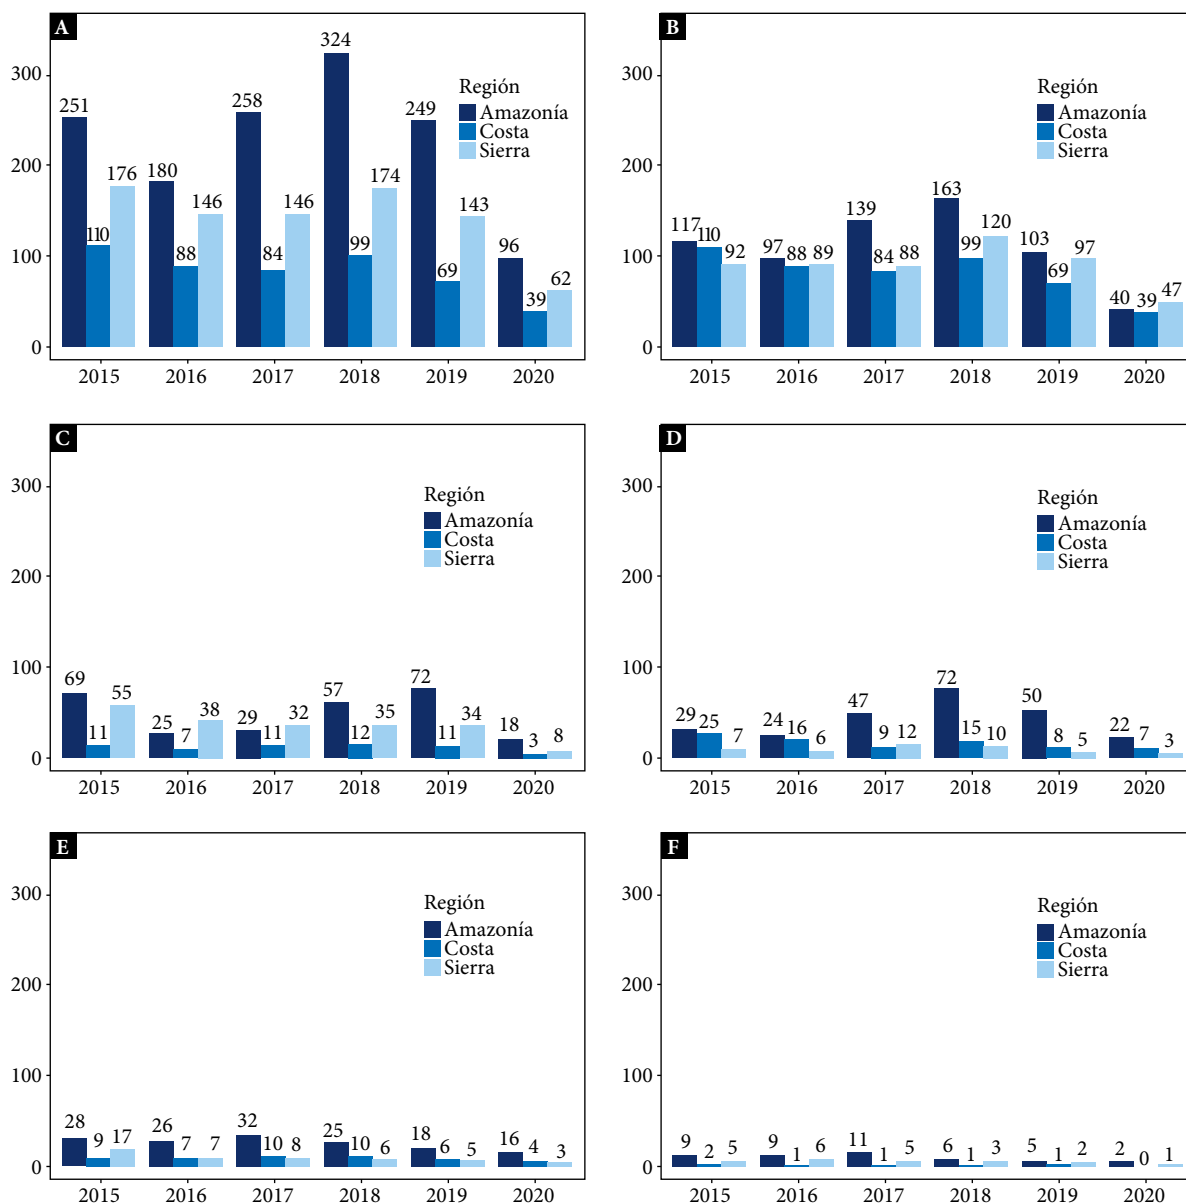 A
324
300
251
258
249
Región
Amazonía
Costa
Sierra
200
180
176
146
146
174
143
110
100
88
84
99
69
96
39
62
0
2015 2016 2017 2018 2019 2020
B
300
Región
Amazonía
Costa
Sierra
200
163
139
117 110 92
97 88 89
84 88
99 120
103 69 97
100
40 39 47
0
2015 2016 2017 2018 2019 2020
C
300
Región
Amazonía
Costa
Sierra
200
100
69 11 55
25 7 38
29 11 32
57 12 35
72 11 34
18 3 8
0
2015 2016 2017 2018 2019 2020
D
300
Región
Amazonía
Costa
Sierra
200
100
29 25 7
24 16 6
47 9 12
72 15 10
50 8 5
22 7 3
0
2015 2016 2017 2018 2019 2020
E
300
Región
Amazonía
Costa
Sierra
200
100
28 9 17
26 7 7
32 10 8
25 10 6
18 6 5
16 4 3
0
2015 2016 2017 2018 2019 2020
F
300
Región
Amazonía
Costa
Sierra
200
100
9 2 5
9 1 6
11 1 5
6 1 3
5 1 2
2 0 1
0
2015 2016 2017 2018 2019 2020